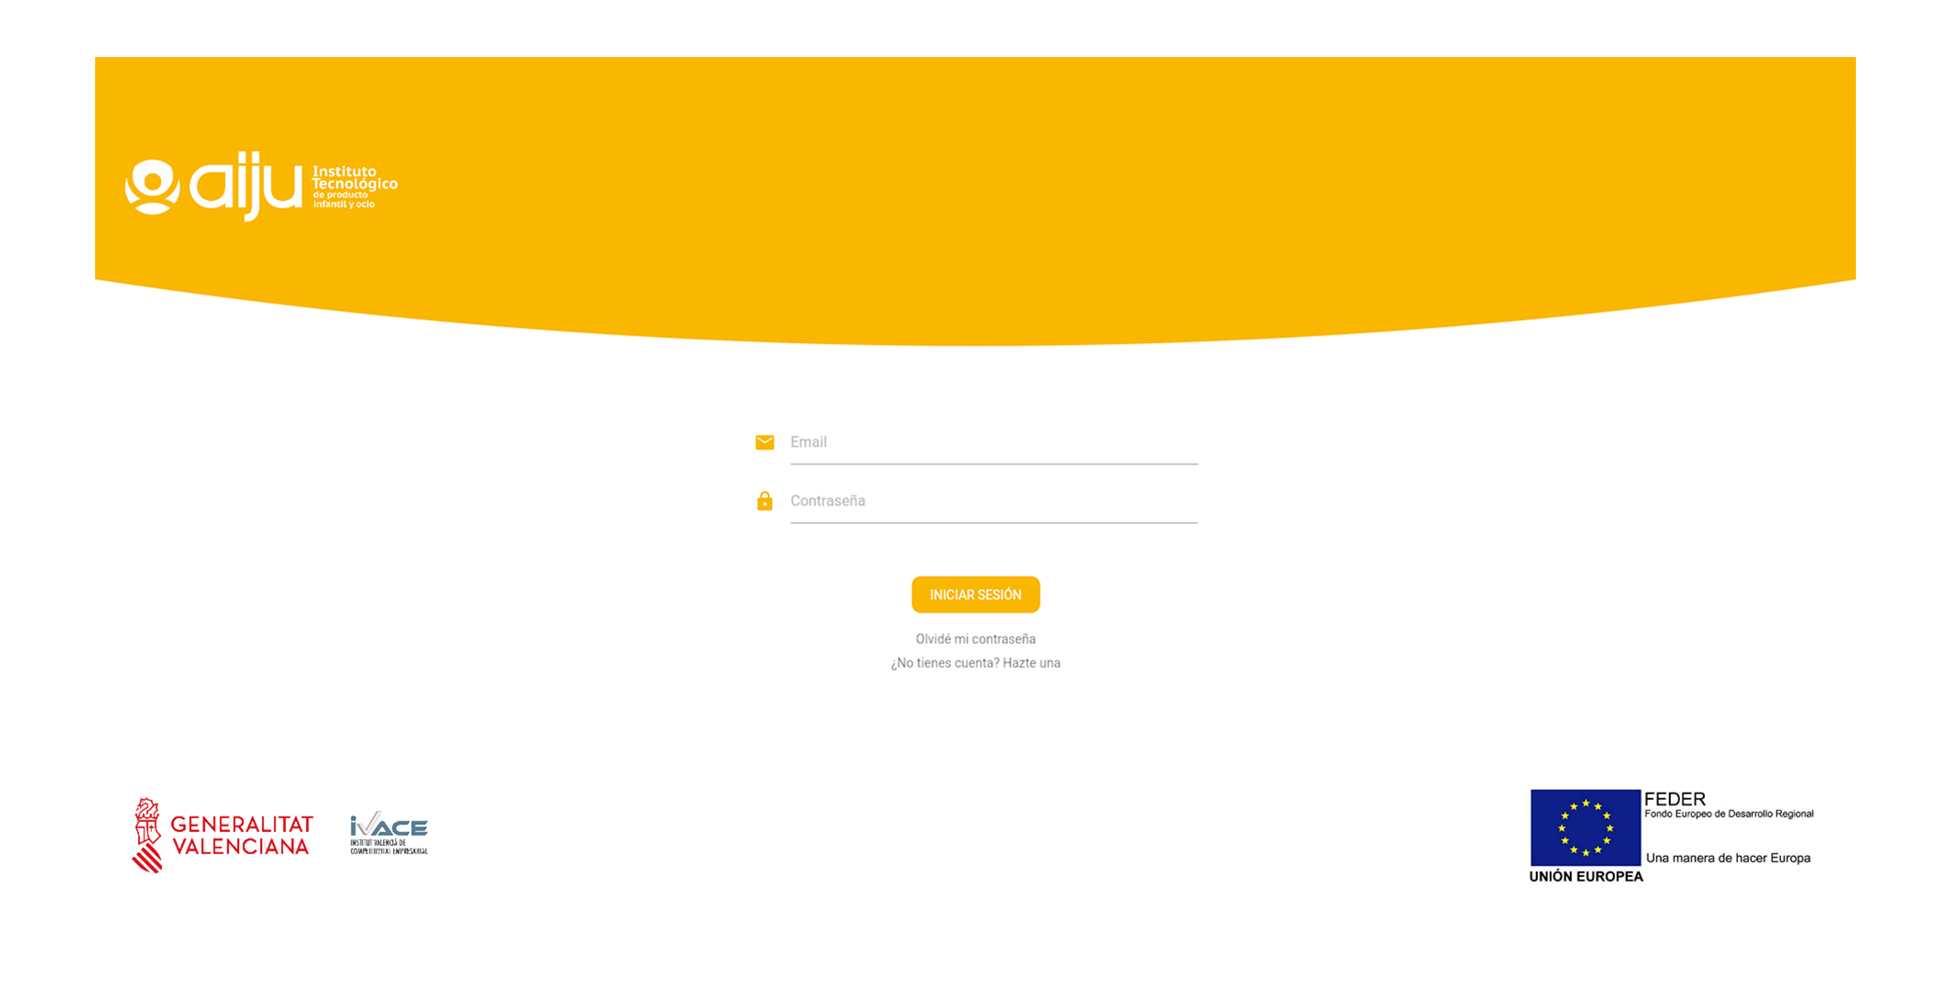 aiju
Instituto
Tecnológico
de producto
infantil y ocio
Email
Contraseña
INICIAR SESIÓN
Olvidé mi contraseña
¿No tienes cuenta? Hazte una
GENERALITAT
VALENCIANA
iVACE
INSTITUT VALENCIÀ DE
COMPETITIVITAT EMPRESARIAL
FEDER
Fondo Europeo de Desarrollo Regional
Una manera de hacer Europa
UNIÓN EUROPEA